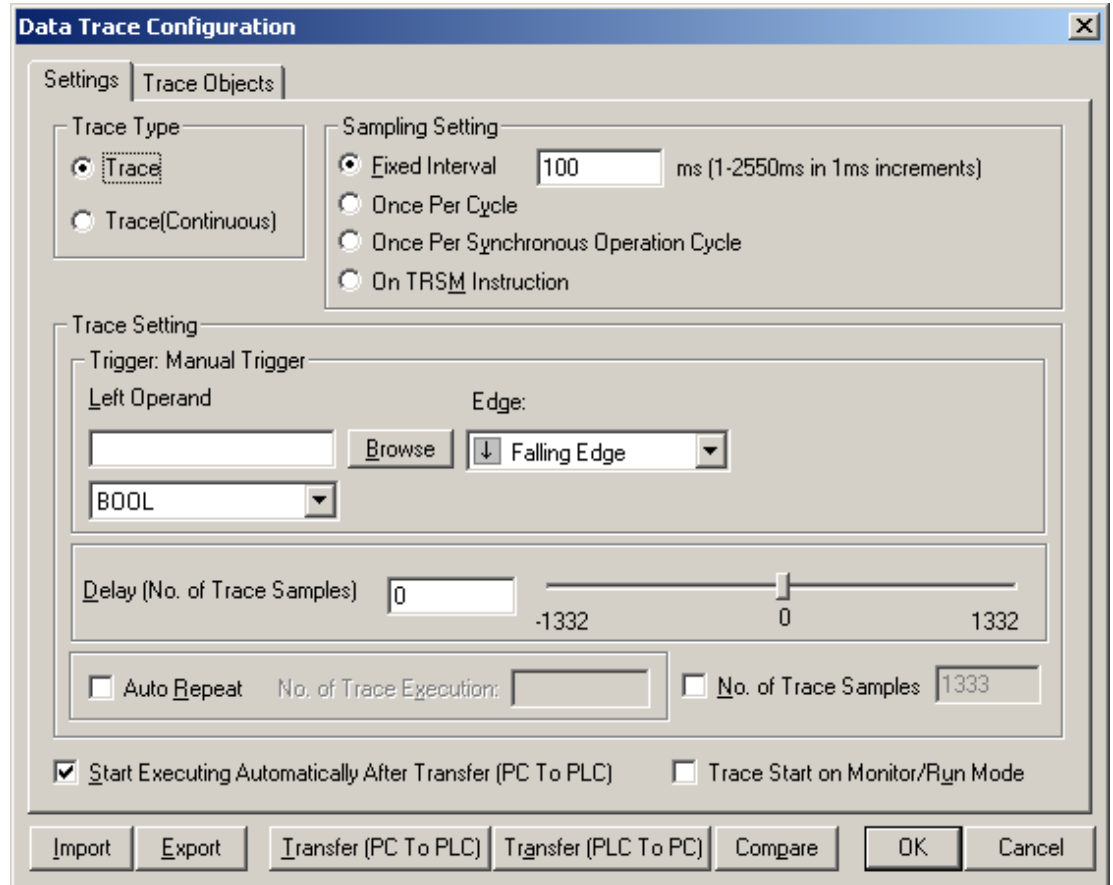 Data Trace Configuration
Settings Trace Objects
Trace Type
Trace
Trace(Continuous)
Sampling Setting
Fixed Interval 100 ms (1-2550ms in 1ms increments)
Once Per Cycle
Once Per Synchronous Operation Cycle
On TRSM Instruction
Trace Setting
Trigger: Manual Trigger
Left Operand Edge:
Browse ↓ Falling Edge
BOOL
Delay (No. of Trace Samples) 0
-1332 0 1332
Auto Repeat No. of Trace Execution: No. of Trace Samples 1333
Start Executing Automatically After Transfer (PC To PLC) Trace Start on Monitor/Run Mode
Import Export Transfer (PC To PLC) Transfer (PLC To PC) Compare OK Cancel